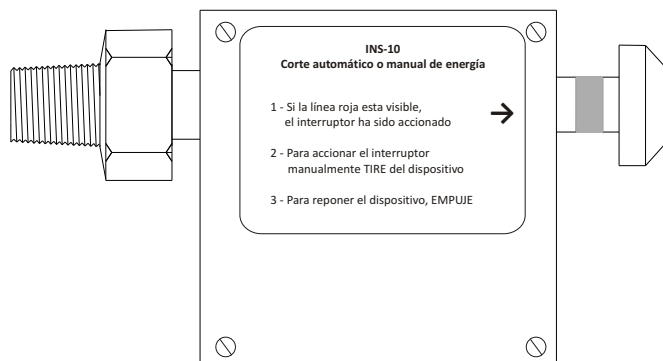 INS-10
Corte automático o manual de energía
1 - Si la línea roja esta visible,
el interruptor ha sido accionado
2 - Para accionar el interruptor
manualmente TIRE del dispositivo
3 - Para reponer el dispositivo, EMPUJE